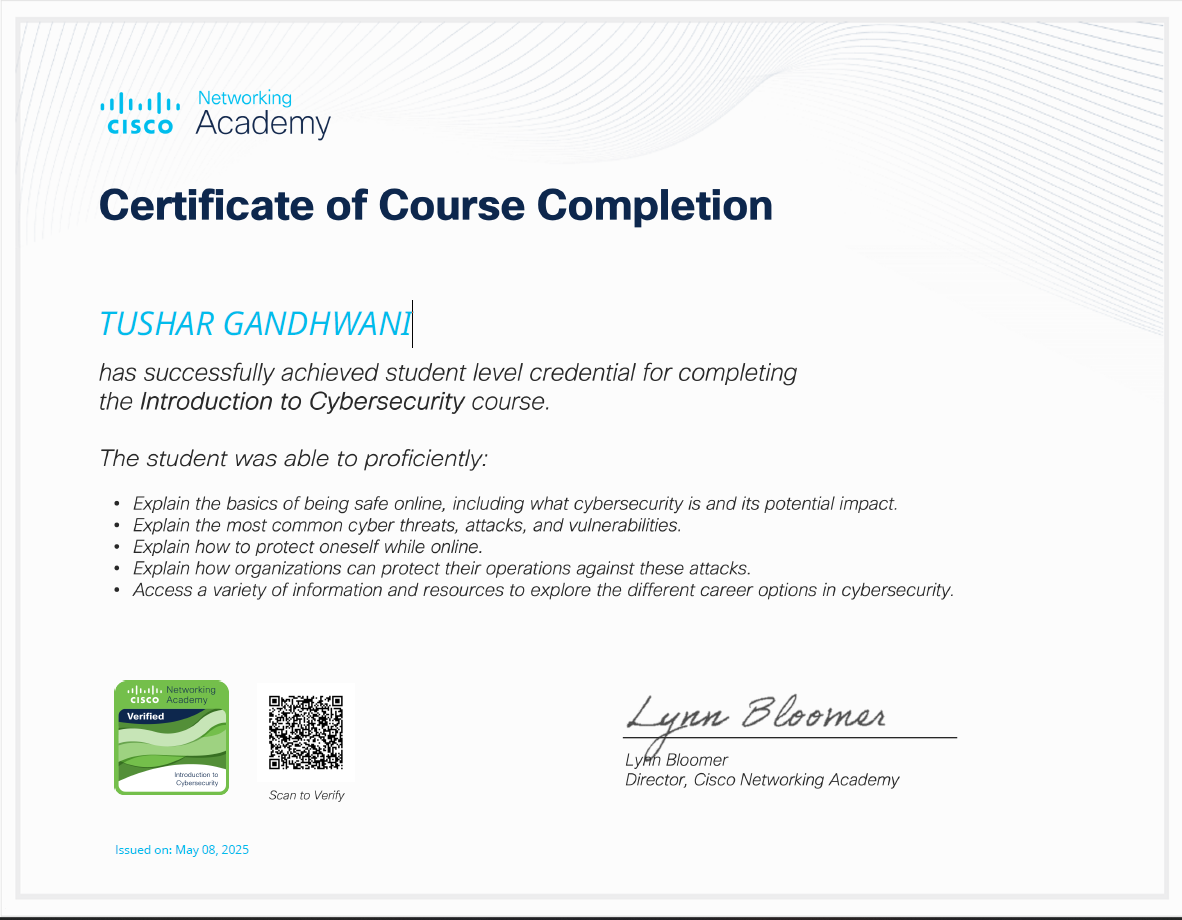 CISCO
Networking
Academy
Certificate of Course Completion
TUSHAR GANDHWANI
has successfully achieved student level credential for completing
the Introduction to Cybersecurity course.
The student was able to proficiently:
• Explain the basics of being safe online, including what cybersecurity is and its potential impact.
• Explain the most common cyber threats, attacks, and vulnerabilities.
• Explain how to protect oneself while online.
• Explain how organizations can protect their operations against these attacks.
• Access a variety of information and resources to explore the different career options in cybersecurity.
CISCO
Networking
Academy
Verified
Introduction to
Cybersecurity
Scan to Verify
Lynn Bloomer
Lynn Bloomer
Director, Cisco Networking Academy
Issued on: May 08, 2025